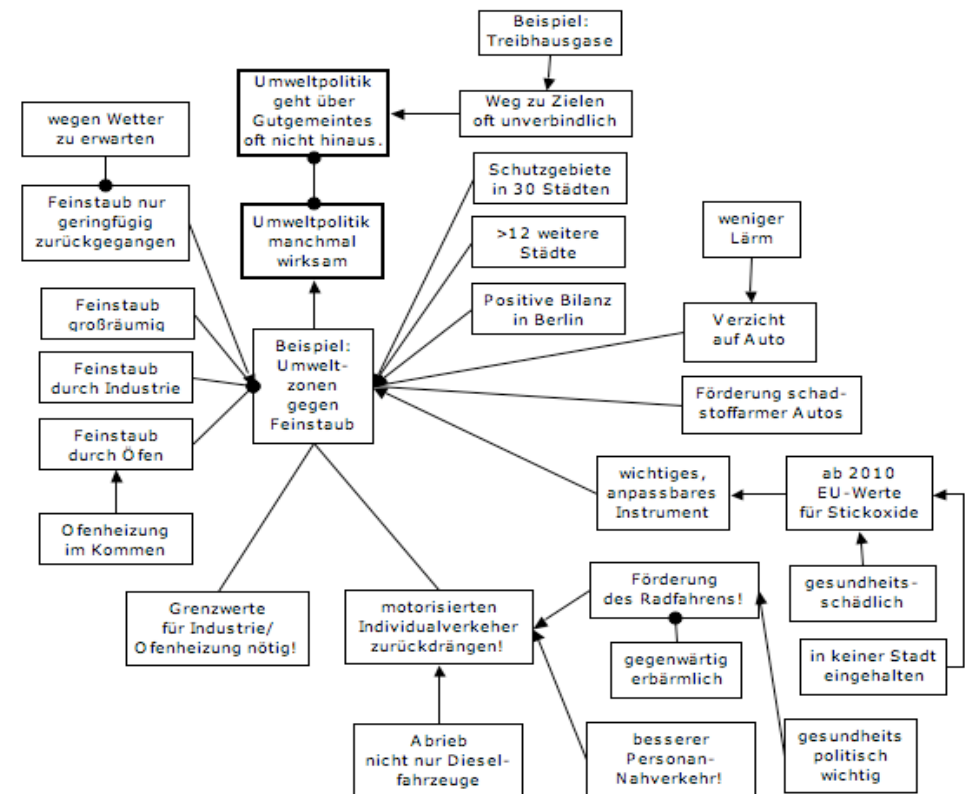 Beispiel:
Treibhausgase
Umweltpolitik
geht über
Gutgemeintes
oft nicht hinaus.
Weg zu Zielen
oft unverbindlich
wegen Wetter
zu erwarten
Schutzgebiete
in 30 Städten
Feinstaub nur
geringfügig
zurückgegangen
Umweltpolitik
manchmal
wirksam
>12 weitere
Städte
weniger
Lärm
Feinstaub
großräumig
Positive Bilanz
in Berlin
Verzicht
auf Auto
Beispiel:
Umwelt-
zonen
gegen
Feinstaub
Feinstaub
durch Industrie
Förderung schad-
stoffarmer Autos
Feinstaub
durch Öfen
wichtiges,
anpassbares
Instrument
ab 2010
EU-Werte
für Stickoxide
Ofenheizung
im Kommen
Grenzwerte
für Industrie/
Ofenheizung nötig!
motorisierten
Individualverkeher
zurückdrängen!
Förderung
des Radfahrens!
gesundheits-
schädlich
gegenwärtig
erbärmlich
in keiner Stadt
eingehalten
Abrieb
nicht nur Diesel-
fahrzeuge
besserer
Personan-
Nahverkehr!
gesundheits
politisch
wichtig